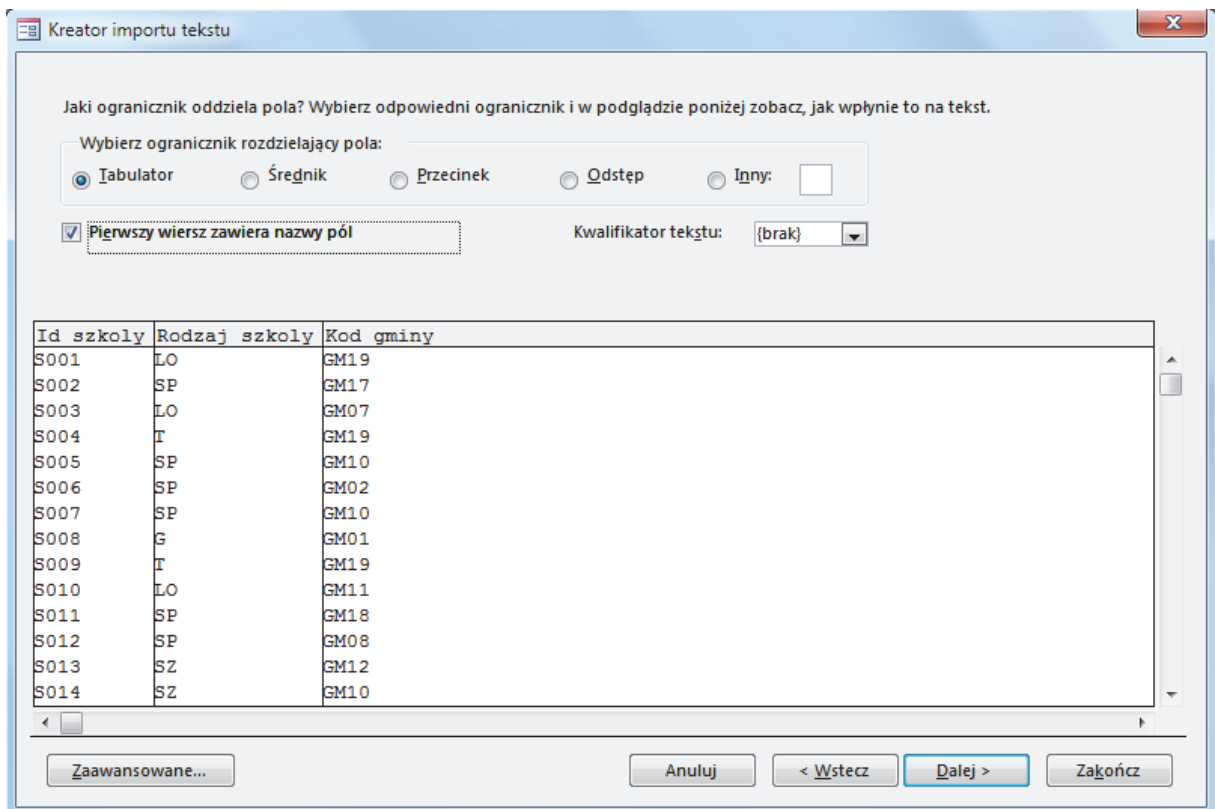 Kreator importu tekstu
Jaki ogranicznik oddziela pola? Wybierz odpowiedni ogranicznik i w podglądzie poniżej zobacz, jak wpłynie to na tekst.
Wybierz ogranicznik rozdzielający pola:
Tabulator Średnik Przecinek Odstęp Inny:
Pierwszy wiersz zawiera nazwy pól Kwalifikator tekstu: {brak}
Id szkoly Rodzaj szkoly Kod gminy
S001 LO GM19
S002 SP GM17
S003 LO GM07
S004 T GM19
S005 SP GM10
S006 SP GM02
S007 SP GM10
S008 G GM01
S009 T GM19
S010 LO GM11
S011 SP GM18
S012 SP GM08
S013 SZ GM12
S014 SZ GM10
Zaawansowane... Anuluj < Wstecz Dalej > Zakończ